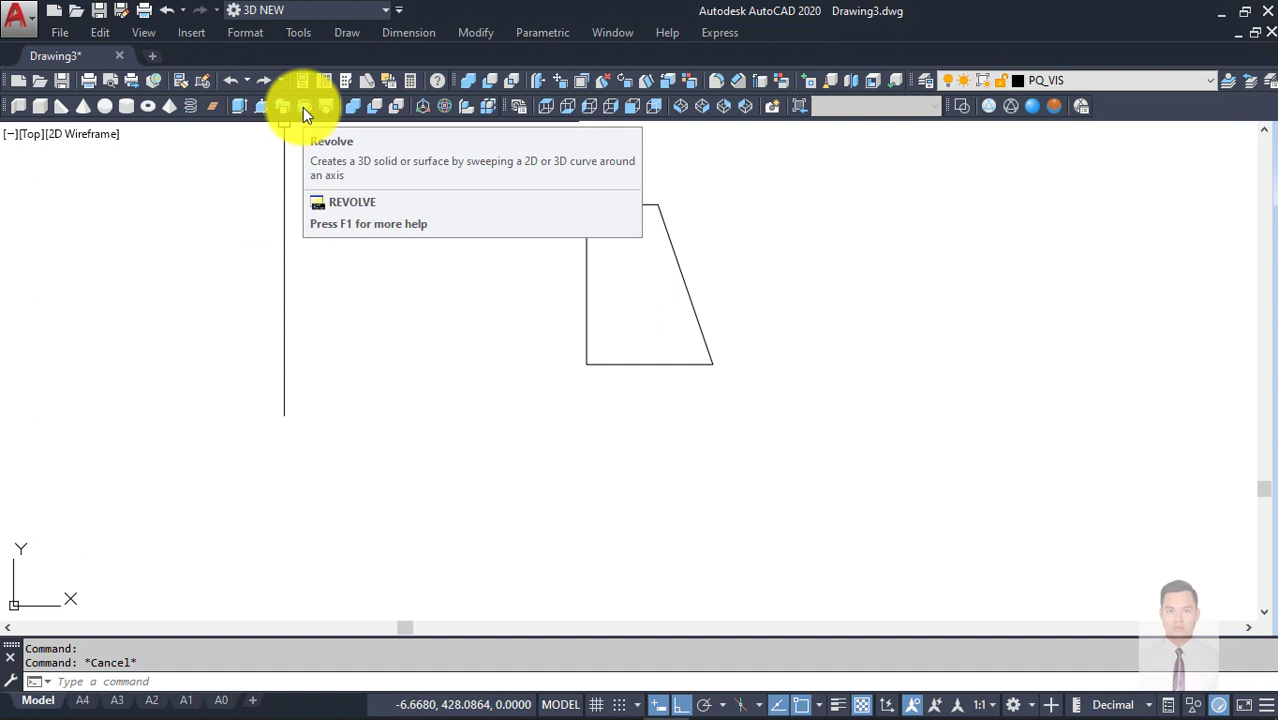 3D NEW
Autodesk AutoCAD 2020 Drawing3.dwg
File Edit View Insert Format Tools Draw Dimension Modify Parametric Window Help Express
Drawing3*
PQ_VIS
[−][Top][2D Wireframe]
Revolve
Creates a 3D solid or surface by sweeping a 2D or 3D curve around
an axis
REVOLVE
Press F1 for more help
Y
X
Command:
Command: *Cancel*
Type a command
Model A4 A3 A2 A1 A0
-6.6680, 428.8664, 0.0000 MODEL 1:1 Decimal